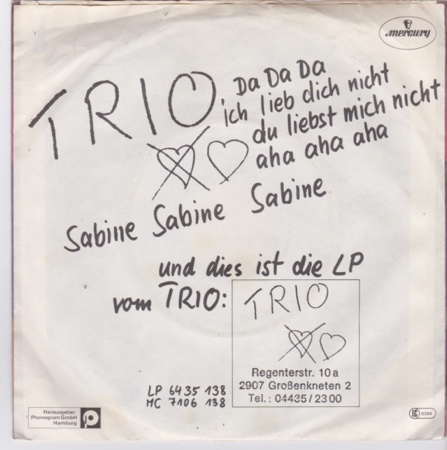 mercury
TRIO
Da Da Da
ich lieb dich nicht
du liebst mich nicht
aha aha aha
Sabine Sabine Sabine
und dies ist die LP
vom TRIO:
TRIO
Regenterstr. 10a
2907 Großenkneten 2
Tel.: 04435/2300
LP 6435 138
MC 7106 138
Herausgeber:
Phonogram GmbH
Hamburg